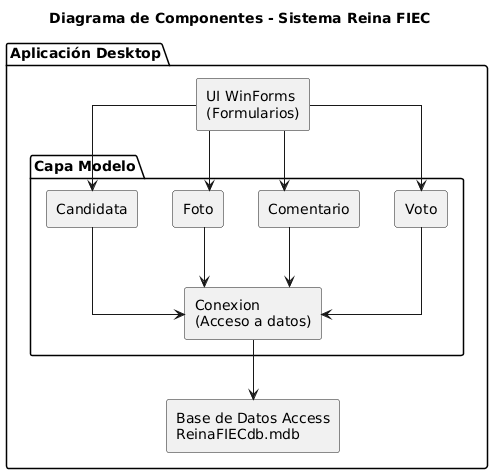 Diagrama de Componentes - Sistema Reina FIEC
Aplicación Desktop
UI WinForms
(Formularios)
Capa Modelo
Candidata
Foto
Comentario
Voto
Conexion
(Acceso a datos)
Base de Datos Access
ReinaFIECdb.mdb